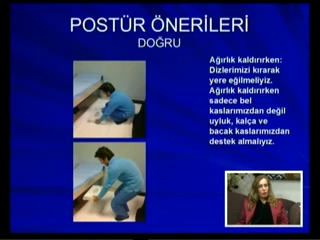 POSTÜR ÖNERİLERİ
DOĞRU
Ağırlık kaldırırken:
Dizlerimizi kırarak
yere eğilmeliyiz.
Ağırlık kaldırırken
sadece bel
kaslarımızdan değil
uyluk, kalça ve
bacak kaslarımızdan
destek almalıyız.